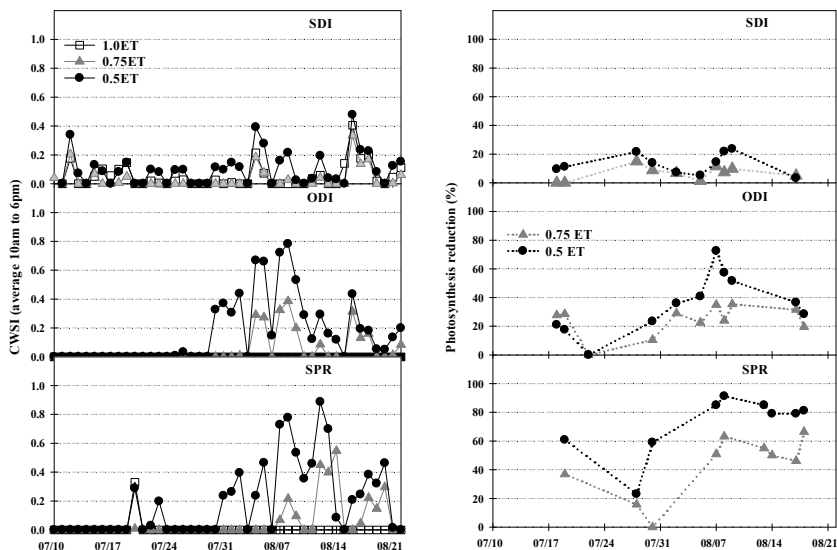 SDI
1.0
1.0ET
0.8
0.75ET
0.5ET
0.6
0.4
0.2
0.0
ODI
1.0
0.8
0.6
0.4
0.2
0.0
SPR
1.0
0.8
0.6
0.4
0.2
0.0
CWSI (average 10am to 6pm)
07/10 07/17 07/24 07/31 08/07 08/14 08/21
SDI
100
80
60
40
20
0
ODI
100
80
0.75 ET
0.5 ET
60
40
20
0
SPR
100
80
60
40
20
0
Photosynthesis reduction (%)
07/10 07/17 07/24 07/31 08/07 08/14 08/21